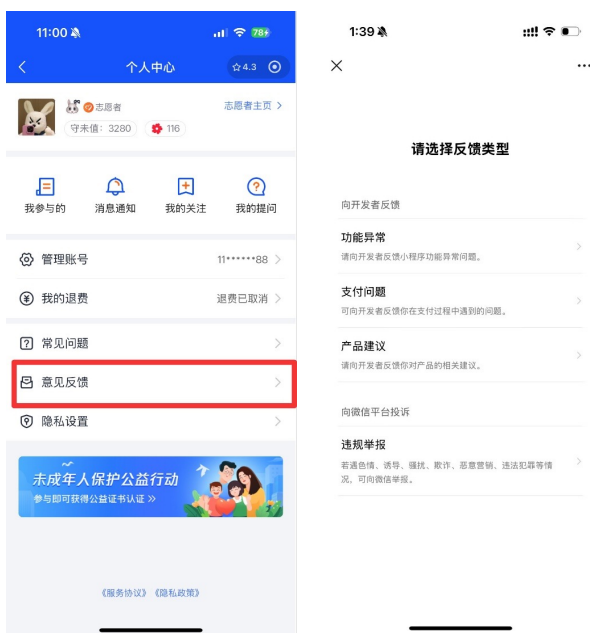 11:00
78
个人中心
☆4.3
志愿者
志愿者主页 >
守未值：3280
116
我参与的
消息通知
我的关注
我的提问
管理账号
11******88 >
我的退费
退费已取消 >
常见问题
意见反馈
隐私设置
未成年人保护公益行动
参与即可获得公益证书认证 >>
《服务协议》《隐私政策》
1:39
请选择反馈类型
向开发者反馈
功能异常
请向开发者反馈小程序功能异常问题。
支付问题
可向开发者反馈你在支付过程中遇到的问题。
产品建议
请向开发者反馈你对产品的相关建议。
向微信平台投诉
违规举报
若遇色情、诱导、骚扰、欺诈、恶意营销、违法犯罪等情
况，可向微信举报。